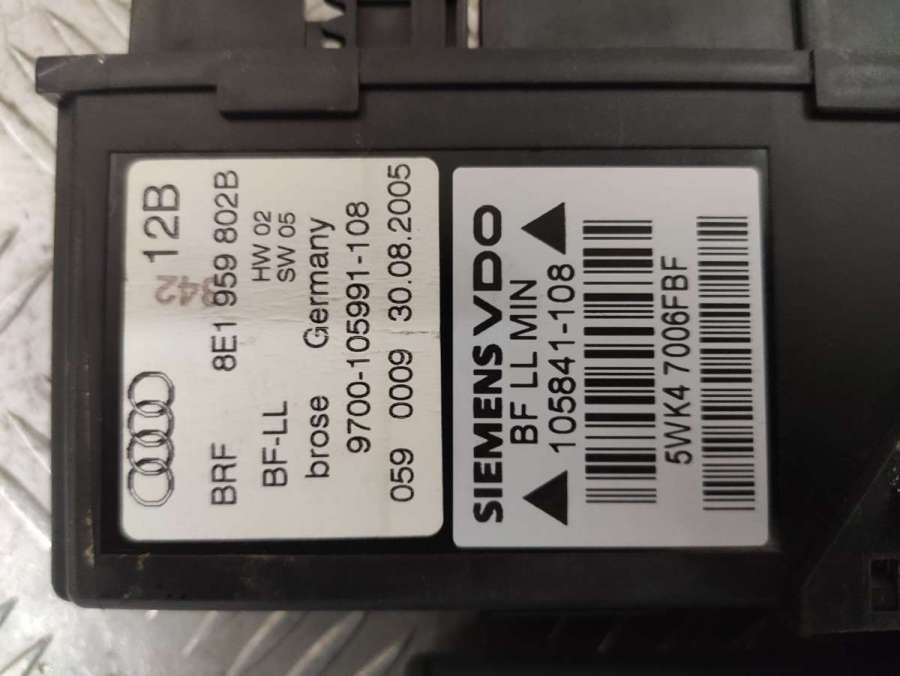 12B
342
BRF 8E1 959 802B
BF-LL HW 02
SW 05
brose Germany
9700-105991-108
059 0009 30.08.2005
SIEMENS VDO
BF LL MIN
105841-108
5WK4 7006FBF